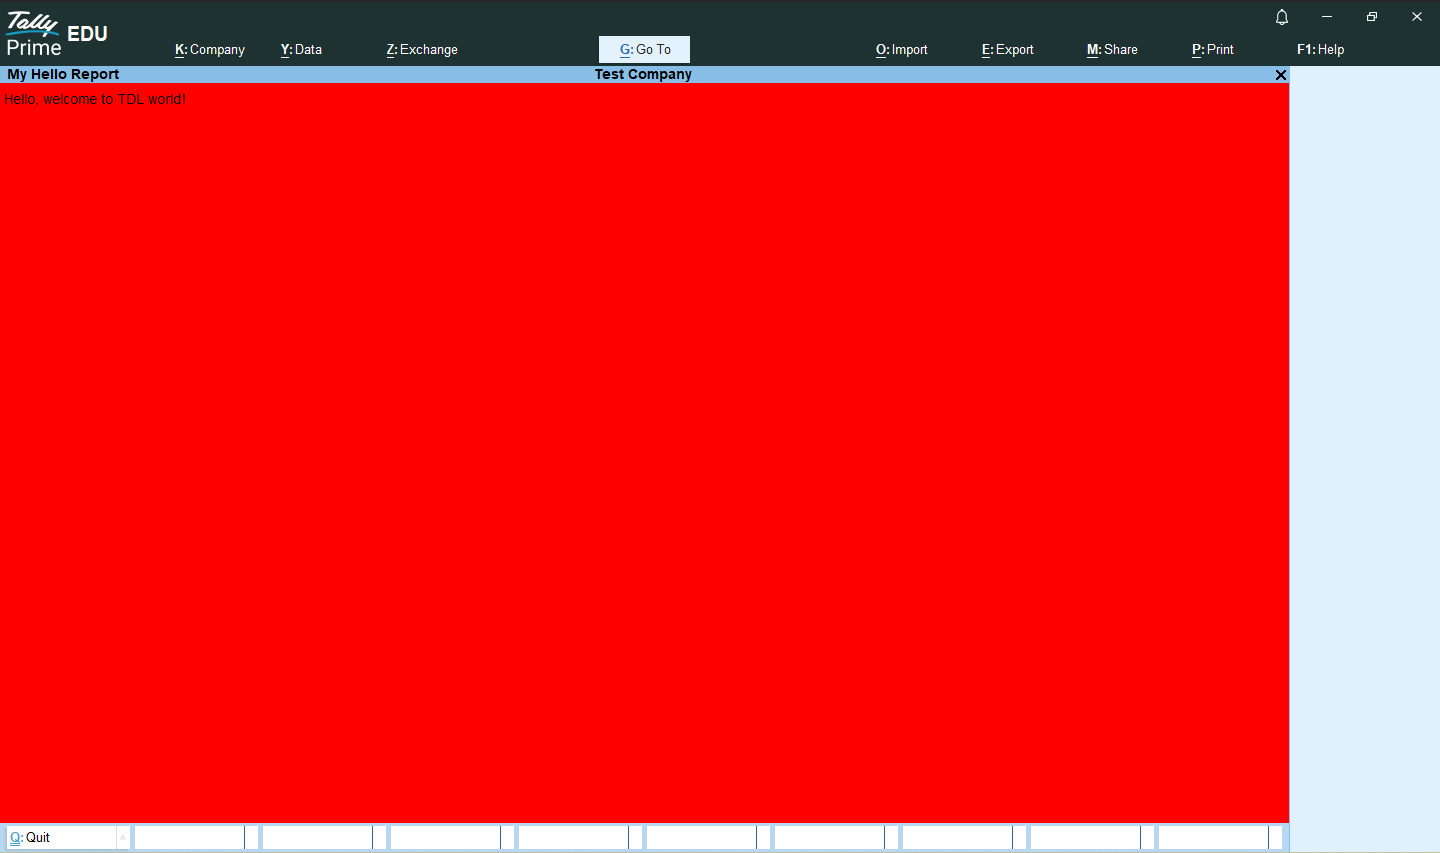 Tally
Prime EDU
K: Company Y: Data Z: Exchange G: Go To O: Import E: Export M: Share P: Print F1: Help
My Hello Report Test Company
Hello, welcome to TDL world!
Q: Quit